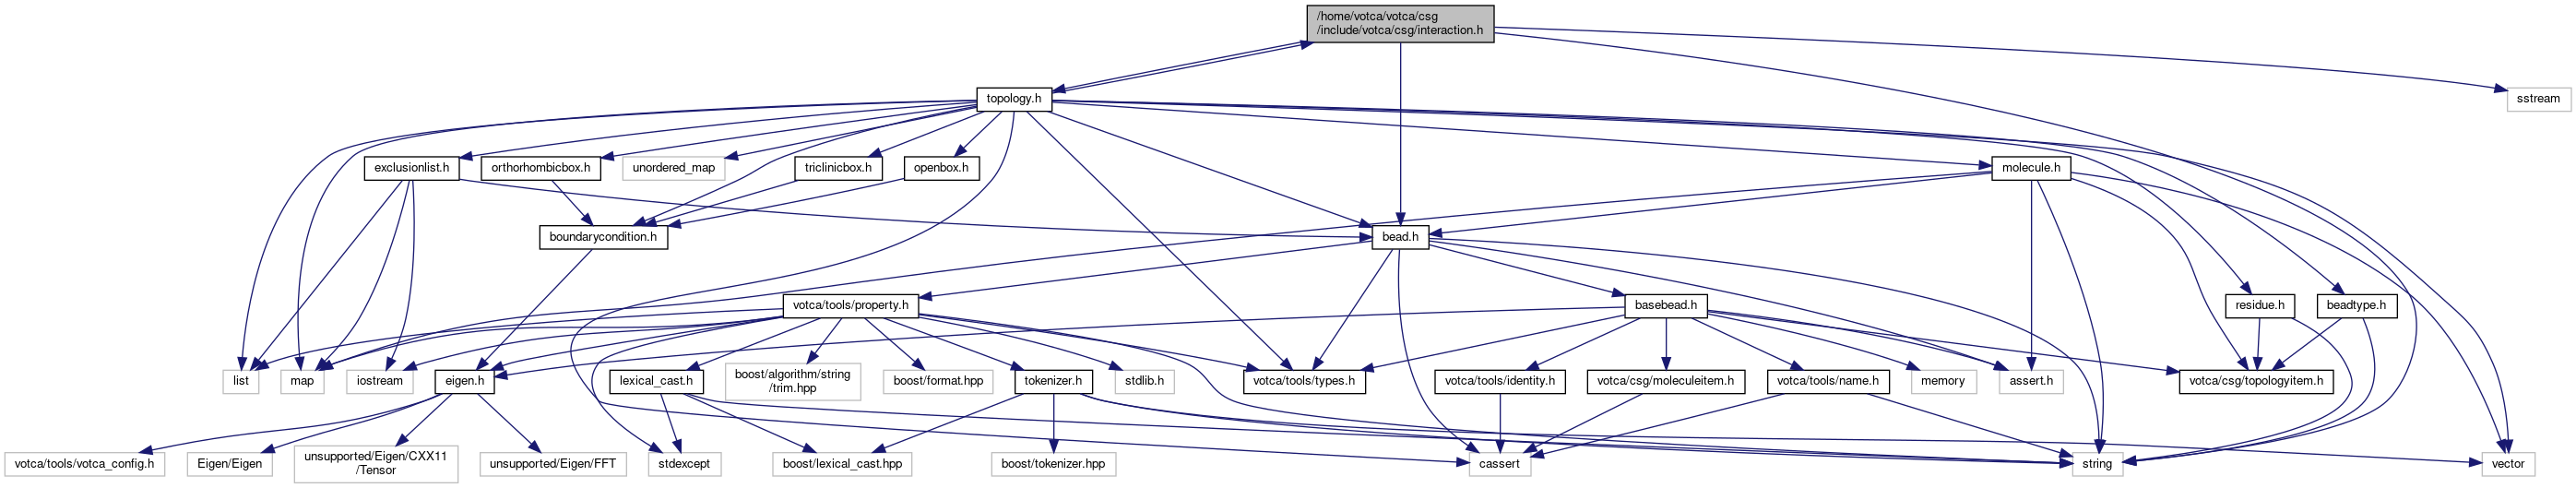 /home/votca/votca/csg
/include/votca/csg/interaction.h
topology.h
sstream
exclusionlist.h
orthorhombicbox.h
unordered_map
triclinicbox.h
openbox.h
molecule.h
boundarycondition.h
bead.h
votca/tools/property.h
basebead.h
residue.h
beadtype.h
list
map
iostream
eigen.h
lexical_cast.h
boost/algorithm/string
/trim.hpp
boost/format.hpp
tokenizer.h
stdlib.h
votca/tools/types.h
votca/tools/identity.h
votca/csg/moleculeitem.h
votca/tools/name.h
memory
assert.h
votca/csg/topologyitem.h
votca/tools/votca_config.h
Eigen/Eigen
unsupported/Eigen/CXX11
/Tensor
unsupported/Eigen/FFT
stdexcept
boost/lexical_cast.hpp
boost/tokenizer.hpp
cassert
string
vector